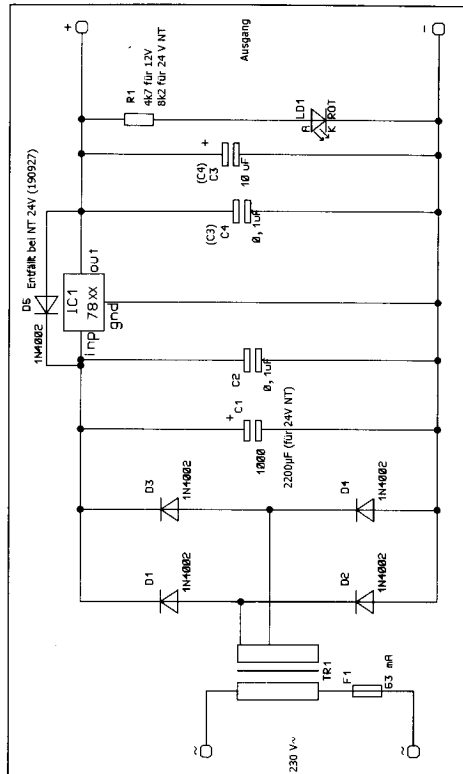 230 V~
~
~
TR1
F1
63 mA
D1
1N4002
D2
1N4002
D3
1N4002
D4
1N4002
+
C1
1000
2200µF (für 24V NT)
C2
0,1uF
D5 Entfällt bei NT 24V (190927)
1N4002
IC1
78XX
inp
out
gnd
(C3)
C4
0,1uF
(C4)
C3
+
10 uF
R1
4k7 für 12V
8k2 für 24 V NT
LD1
A
K ROT
Ausgang
+
-